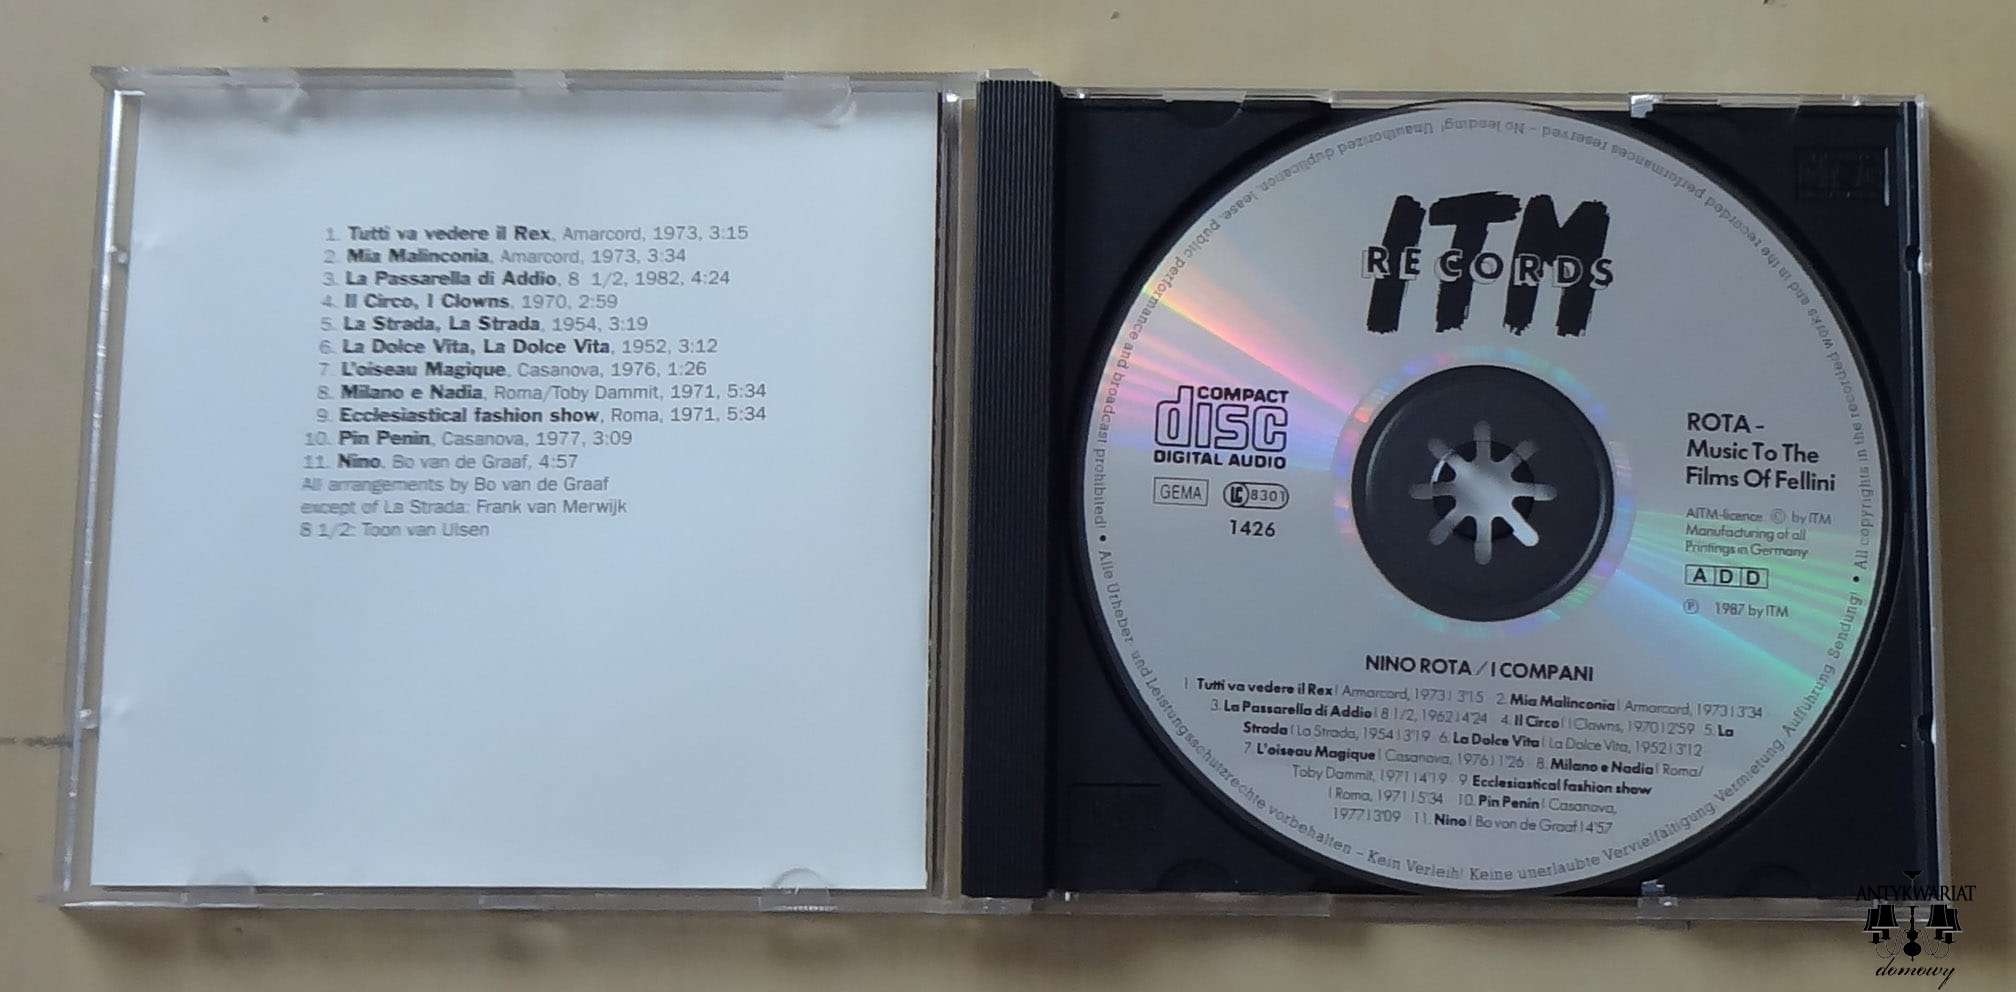 1. Tutti va vedere il Rex, Amarcord, 1973, 3:15
2. Mia Malinconia, Amarcord, 1973, 3:34
3. La Passarella di Addio, 8 1/2, 1982, 4:24
4. Il Circo, I Clowns, 1970, 2:59
5. La Strada, La Strada, 1954, 3:19
6. La Dolce Vita, La Dolce Vita, 1952, 3:12
7. L'oiseau Magique, Casanova, 1976, 1:26
8. Milano e Nadia, Roma/Toby Dammit, 1971, 5:34
9. Ecclesiastical fashion show, Roma, 1971, 5:34
10. Pin Penin, Casanova, 1977, 3:09
11. Nino, Bo van de Graaf, 4:57
All arrangements by Bo van de Graaf
except of La Strada: Frank van Merwijk
8 1/2: Toon van Ulsen
ITM
RECORDS
COMPACT
disc
DIGITAL AUDIO
GEMA LC 8301
1426
ROTA -
Music To The
Films Of Fellini
AITM-licence © by ITM
Manufacturing of all
Printings in Germany
ADD
℗ 1987 by ITM
NINO ROTA / I COMPANI
1 Tutti va vedere il Rex | Amarcord, 1973 | 3'15 2. Mia Malinconia | Amarcord, 1973 | 3'34
3. La Passarella di Addio | 8 1/2, 1962 | 4'24 4. Il Circo | I Clowns, 1970 | 2'59 5. La
Strada | La Strada, 1954 | 3'19 6. La Dolce Vita | La Dolce Vita, 1952 | 3'12
7. L'oiseau Magique | Casanova, 1976 | 1'26 8. Milano e Nadia | Roma/
Toby Dammit, 1971 | 4'19 9 Ecclesiastical fashion show
| Roma, 1971 | 5'34 10. Pin Penin | Casanova,
1977 | 3'09 11. Nino | Bo von de Graaf | 4'57
• Alle Urheber- und Leistungsschutzrechte vorbehalten – Kein Verleih! Keine unerlaubte Vervielfältigung, Vermietung, Aufführung, Sendung! • All copyrights in the recorded works and in the recorded performances reserved – No lending! Unauthorized duplication, lease, public performance and broadcast prohibited!
ANTYKWARIAT
domowy